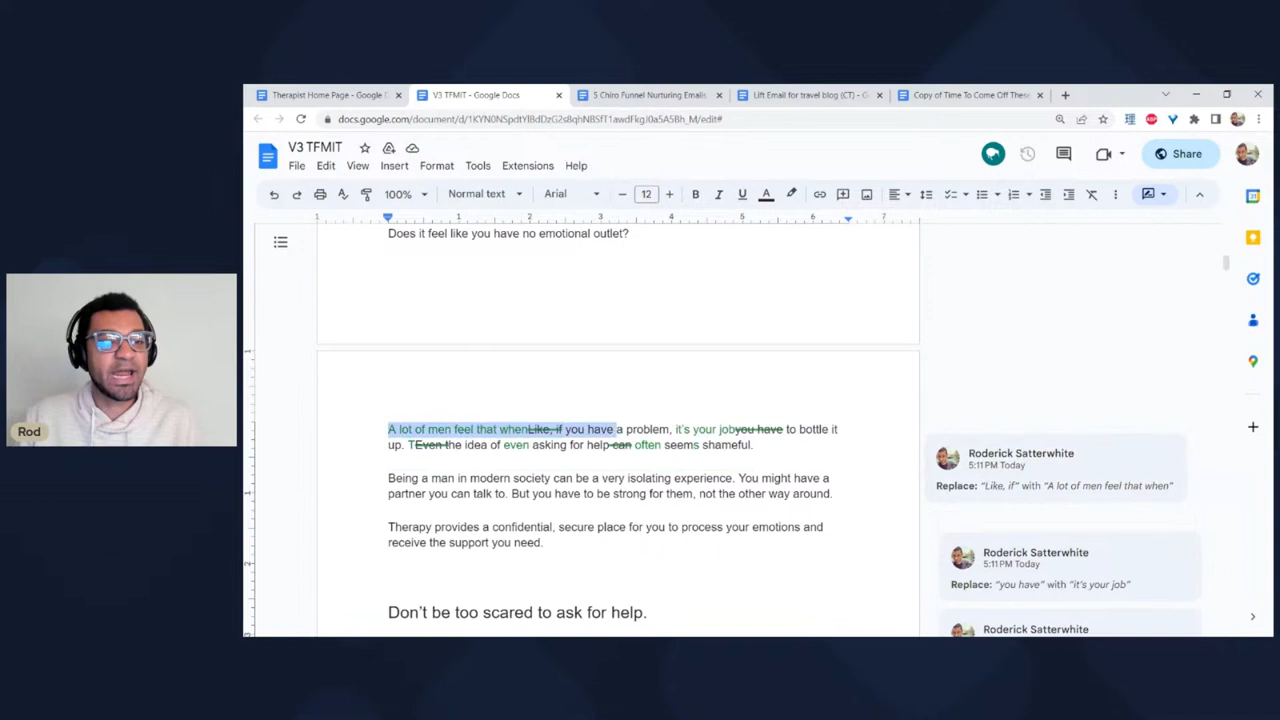 Therapist Home Page - Google D
V3 TFMIT - Google Docs
5 Chiro Funnel Nurturing Emails
Lift Email for travel blog (CT) - G
Copy of Time To Come Off These
V3 TFMIT
File Edit View Insert Format Tools Extensions Help
Share
100% Normal text Arial 12
1 1 2 3 4 5 6 7
Does it feel like you have no emotional outlet?
A lot of men feel that whenLike, if you have a problem, it's your jobyou have to bottle it
up. TEven the idea of even asking for help can often seems shameful.
Being a man in modern society can be a very isolating experience. You might have a
partner you can talk to. But you have to be strong for them, not the other way around.
Therapy provides a confidential, secure place for you to process your emotions and
receive the support you need.
Don't be too scared to ask for help.
Roderick Satterwhite
5:11 PM Today
Replace: "Like, if" with "A lot of men feel that when"
Roderick Satterwhite
5:11 PM Today
Replace: "you have" with "it's your job"
Roderick Satterwhite
Rod